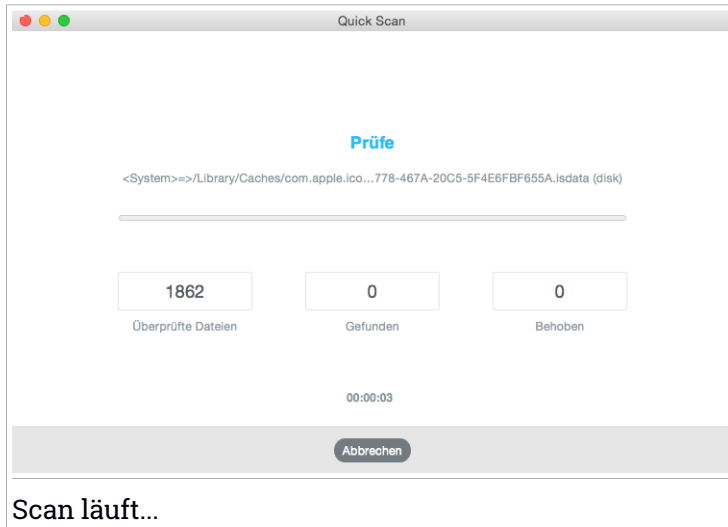 Quick Scan
Prüfe
<System>=>/Library/Caches/com.apple.ico...778-467A-20C5-5F4E6FBF655A.isdata (disk)
1862 0 0
Überprüfte Dateien Gefunden Behoben
00:00:03
Abbrechen
Scan läuft...